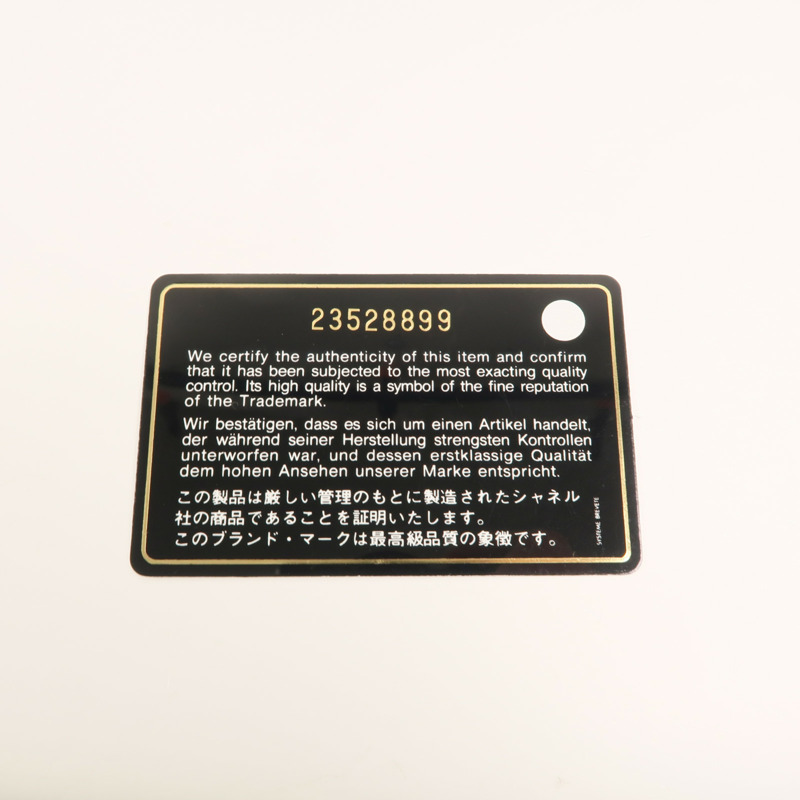 23528899
We certify the authenticity of this item and confirm
that it has been subjected to the most exacting quality
control. Its high quality is a symbol of the fine reputation
of the Trademark.
Wir bestätigen, dass es sich um einen Artikel handelt,
der während seiner Herstellung strengsten Kontrollen
unterworfen war, und dessen erstklassige Qualität
dem hohen Ansehen unserer Marke entspricht.
この製品は厳しい管理のもとに製造されたシャネル
社の商品であることを証明いたします。
このブランド・マークは最高級品質の象徴です。
SYSTEME BREVETE